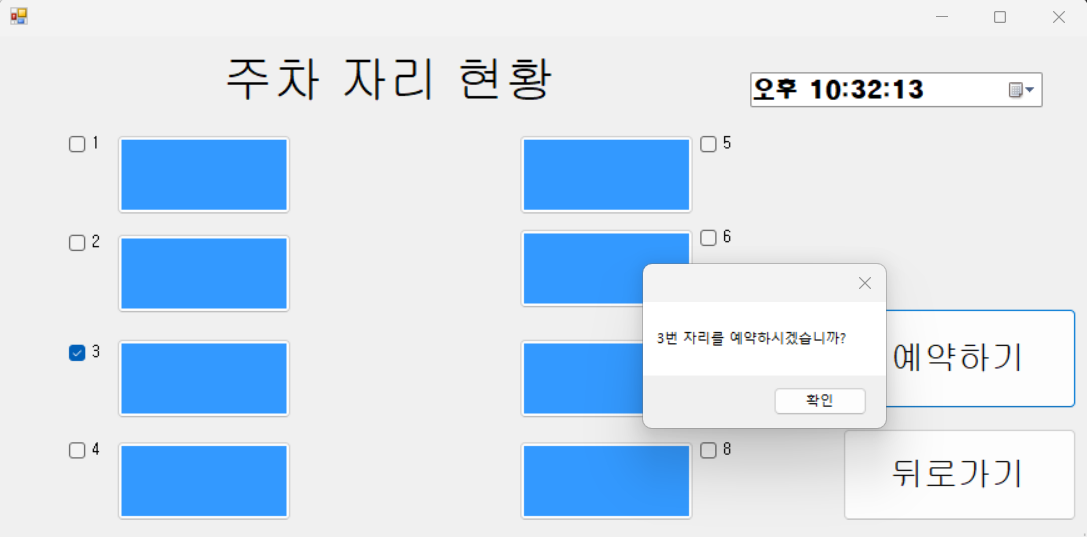 주차 자리 현황
오후 10:32:13
1
5
2
6
3번 자리를 예약하시겠습니까?
3
예약하기
확인
4
8
뒤로가기